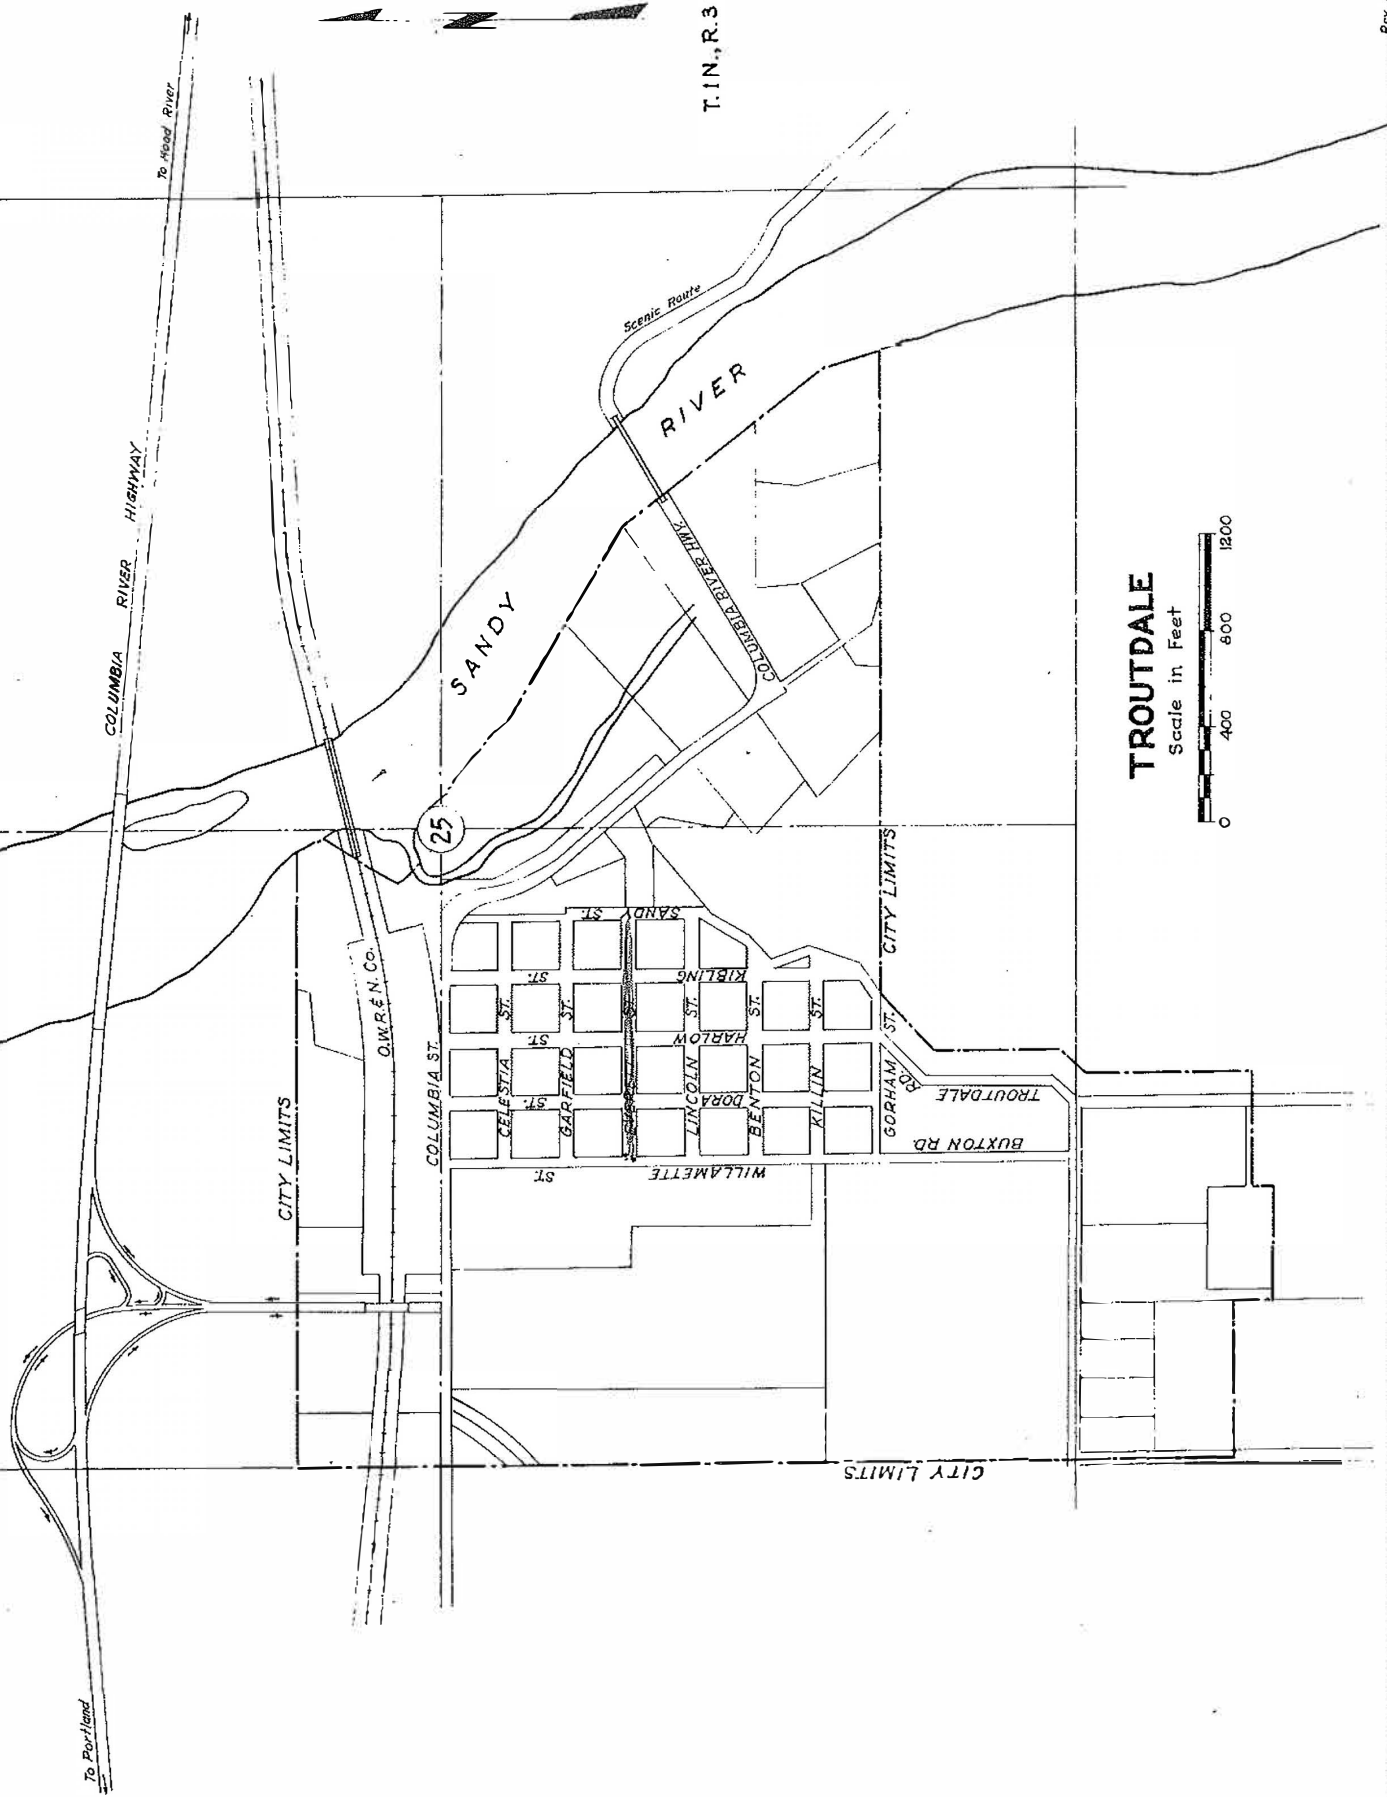 To Portland
To Hood River
COLUMBIA RIVER HIGHWAY
N
T.1N., R.3
Scenic Route
SANDY RIVER
COLUMBIA RIVER HWY.
25
CITY LIMITS
O.W.R. & N. CO.
COLUMBIA ST.
CELESTIA ST.
GARFIELD ST.
ST.
LINCOLN ST.
BENTON ST.
KILLIN ST.
GORHAM ST.
WILLAMETTE ST.
DORA ST.
HARLOW ST.
KIBLING ST.
SANDY ST.
TROUTDALE RD.
BUXTON RD
CITY LIMITS
CITY LIMITS
TROUTDALE
Scale in Feet
0 400 800 1200